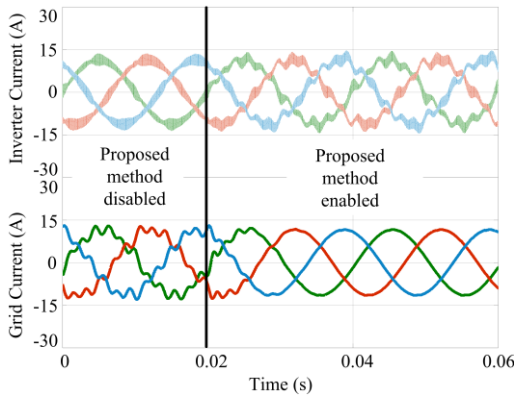 Inverter Current (A)
30
15
0
-15
-30
Proposed
method
disabled
Proposed
method
enabled
Grid Current (A)
30
15
0
-15
-30
0
0.02
0.04
0.06
Time (s)